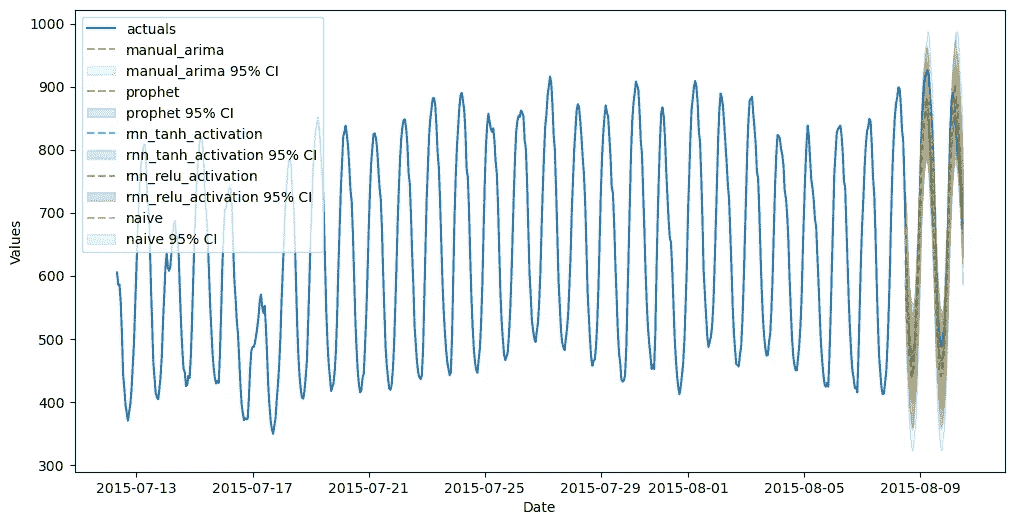 1000
900
800
700
600
500
400
300
Values
actuals
manual_arima
manual_arima 95% CI
prophet
prophet 95% CI
rnn_tanh_activation
rnn_tanh_activation 95% CI
rnn_relu_activation
rnn_relu_activation 95% CI
naive
naive 95% CI
2015-07-13 2015-07-17 2015-07-21 2015-07-25 2015-07-29 2015-08-01 2015-08-05 2015-08-09
Date